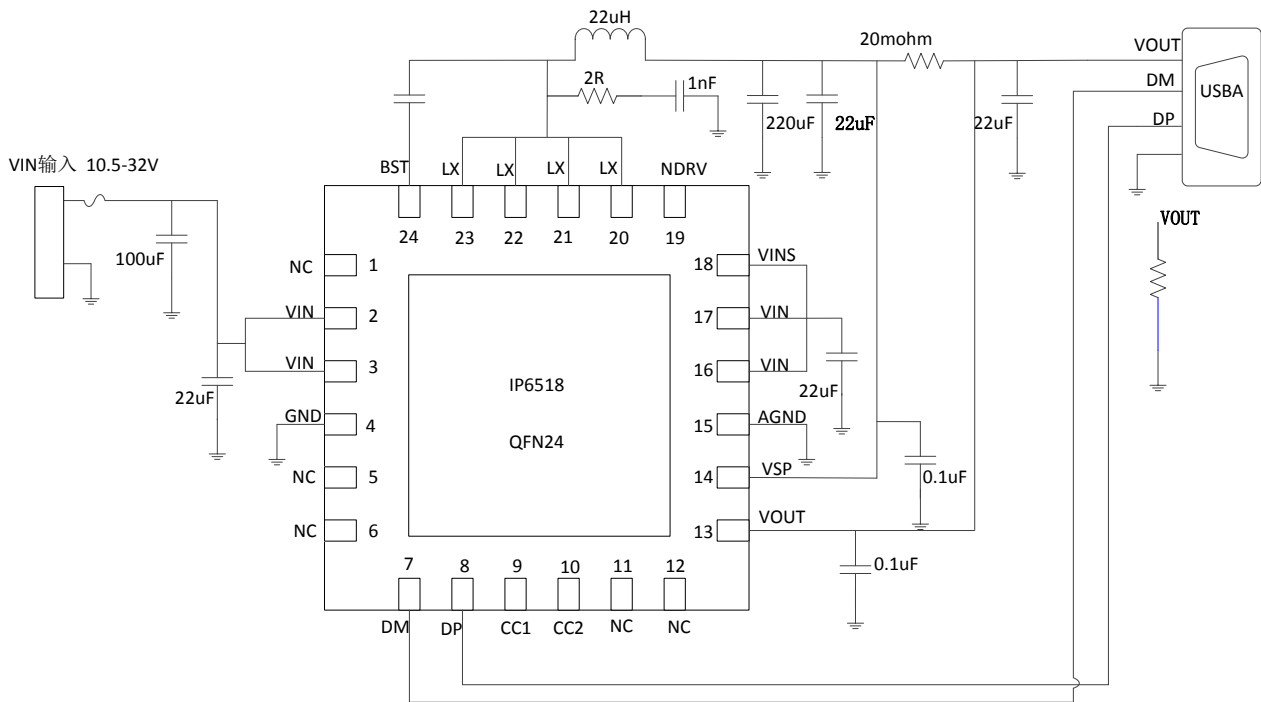 22uH
20mohm
VOUT
DM
DP
USBA
2R
1nF
220uF
22uF
22uF
VIN输入 10.5-32V
100uF
22uF
BST
LX
LX
LX
LX
NDRV
24
23
22
21
20
19
NC
1
VIN
2
VIN
3
GND
4
NC
5
NC
6
IP6518
QFN24
18
VINS
17
VIN
16
VIN
15
AGND
14
VSP
13
VOUT
22uF
0.1uF
0.1uF
VOUT
7
8
9
10
11
12
DM
DP
CC1
CC2
NC
NC